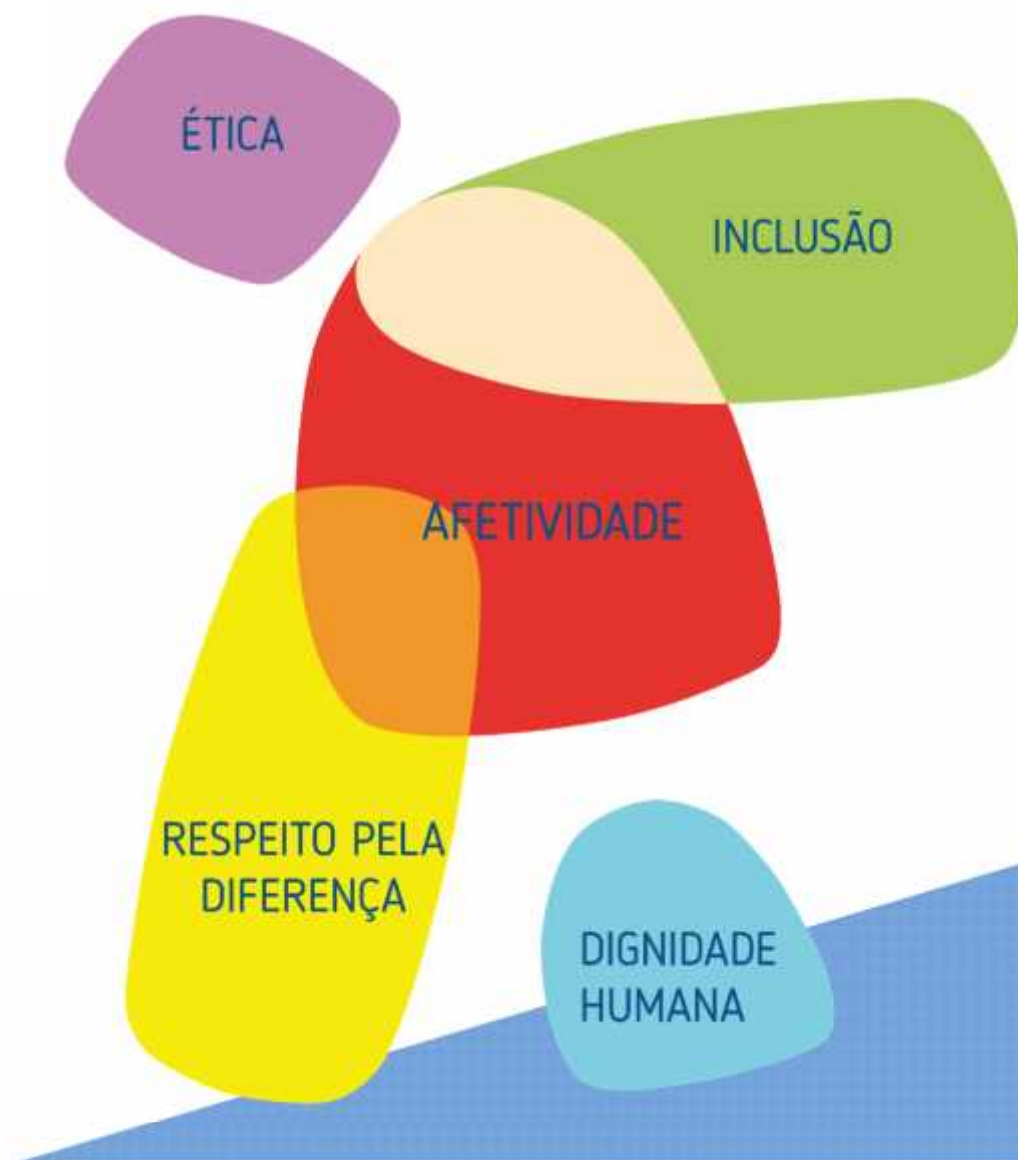 ÉTICA
INCLUSÃO
AFETIVIDADE
RESPEITO PELA
DIFERENÇA
DIGNIDADE
HUMANA